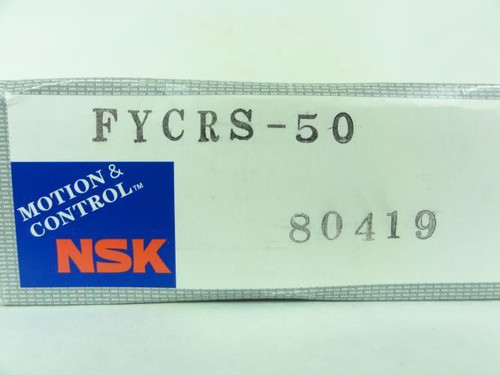 FYCRS-50
MOTION &
CONTROL™
NSK
80419